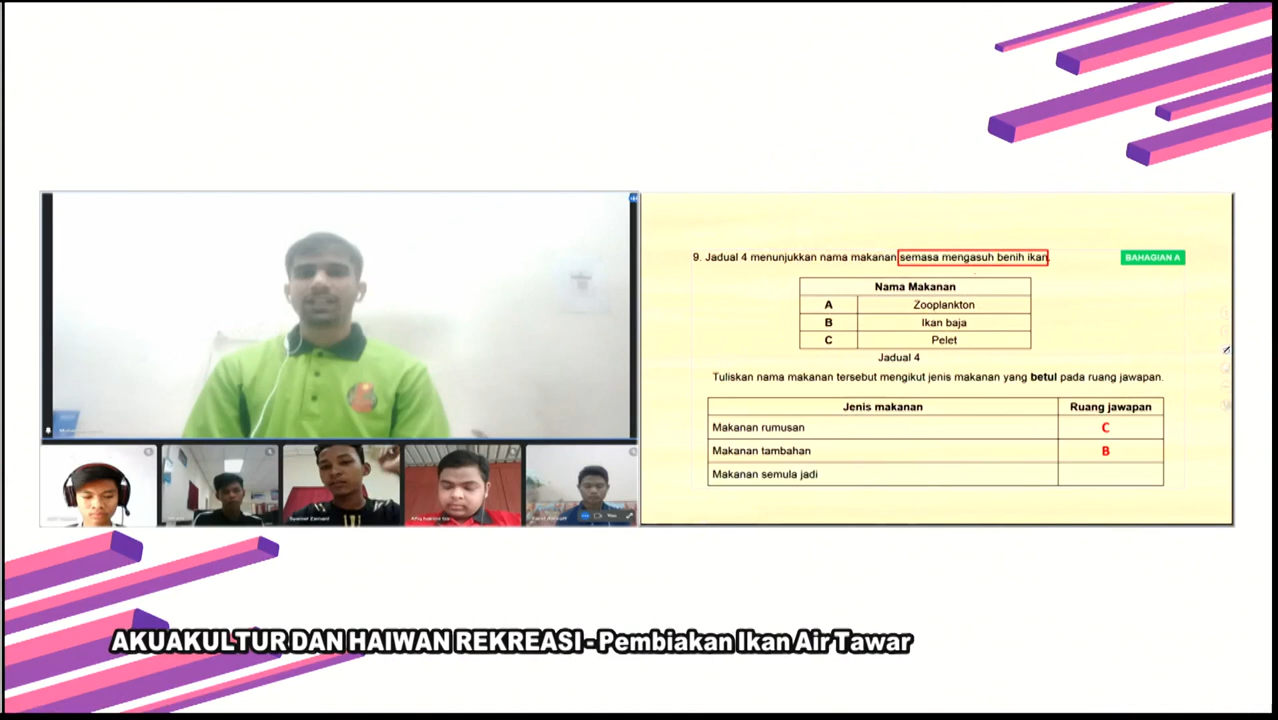 9. Jadual 4 menunjukkan nama makanan semasa mengasuh benih ikan.
BAHAGIAN A
Nama Makanan
A Zooplankton
B Ikan baja
C Pelet
Jadual 4
Tuliskan nama makanan tersebut mengikut jenis makanan yang betul pada ruang jawapan.
Jenis makanan Ruang jawapan
Makanan rumusan C
Makanan tambahan B
Makanan semula jadi
AKUAKULTUR DAN HAIWAN REKREASI - Pembiakan Ikan Air Tawar